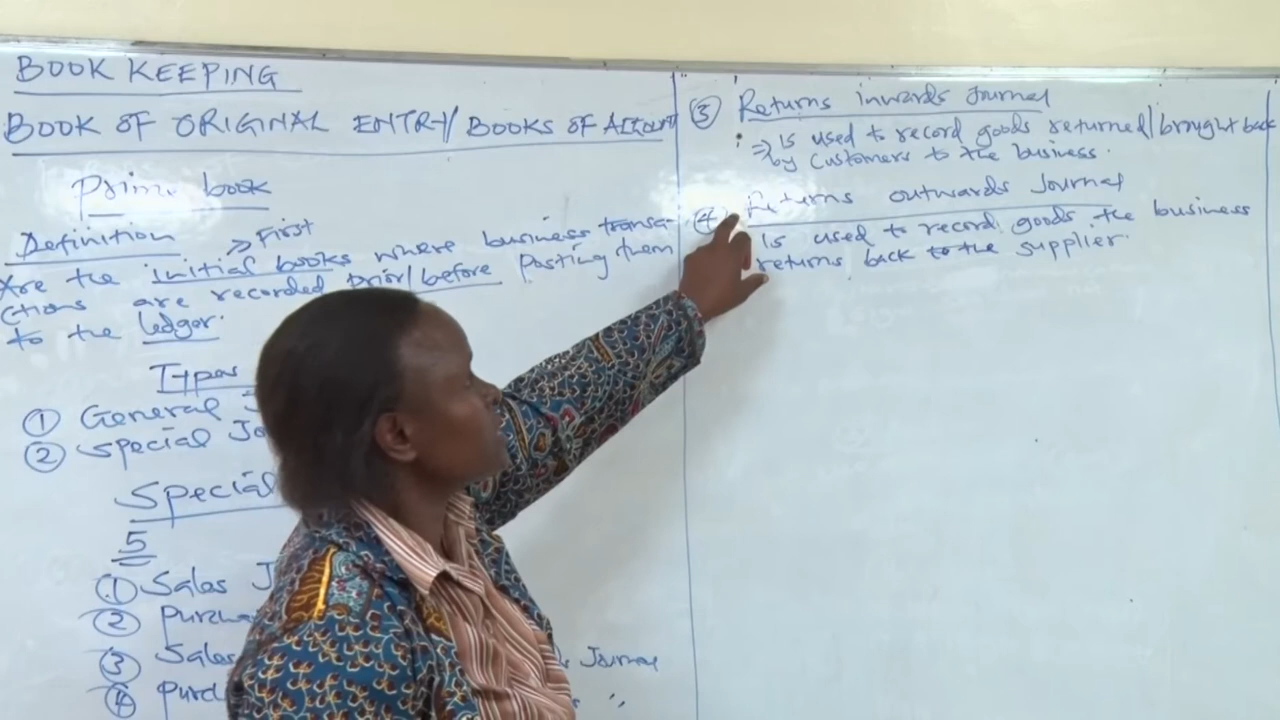 BOOK KEEPING
BOOK OF ORIGINAL ENTRY/BOOKS OF Account
Prime book
Definition
=> First
Are the initial books where business transa-
ctions are recorded prior/before Posting them
to the ledger.
Types
① General
② Special Jo
Special
5
① Sales J
② Purcha
③ Sales Journal
④ Purch "
③ Returns inwards Journal
=> Is used to record goods returned/brought back
by customers to the business.
④ Returns outwards Journal
Is used to record goods the business
returns back to the supplier.